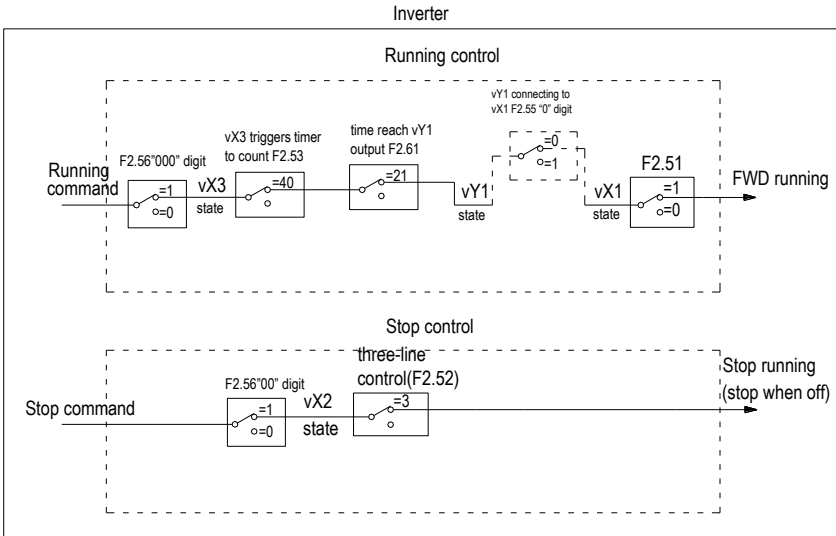 Inverter
Running control
vY1 connecting to
vX1 F2.55 “0” digit
vX3 triggers timer
to count F2.53
time reach vY1
output F2.61
F2.56"000" digit
Running
command
=1
=0
vX3
state
=40
=21
vY1
state
=0
=1
vX1
state
F2.51
=1
=0
FWD running
Stop control
three-line
control(F2.52)
F2.56"00" digit
Stop command
=1
=0
vX2
state
=3
Stop running
(stop when off)